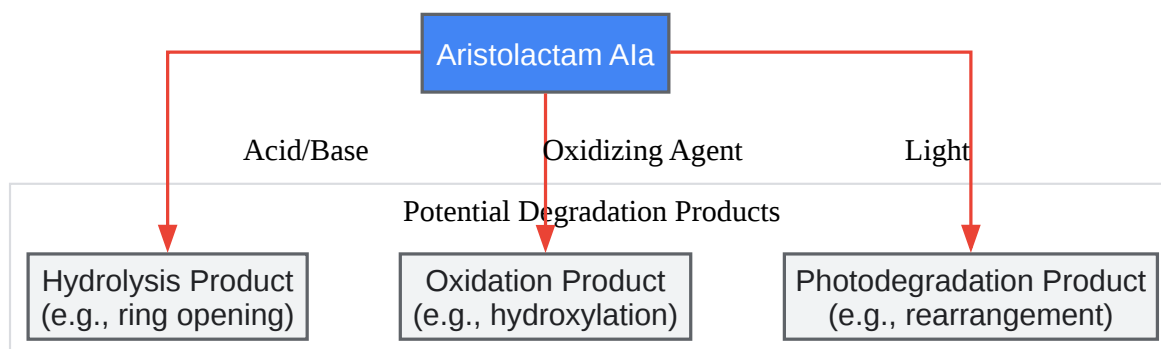 Aristolactam AIa
Acid/Base
Oxidizing Agent
Light
Potential Degradation Products
Hydrolysis Product
(e.g., ring opening)
Oxidation Product
(e.g., hydroxylation)
Photodegradation Product
(e.g., rearrangement)